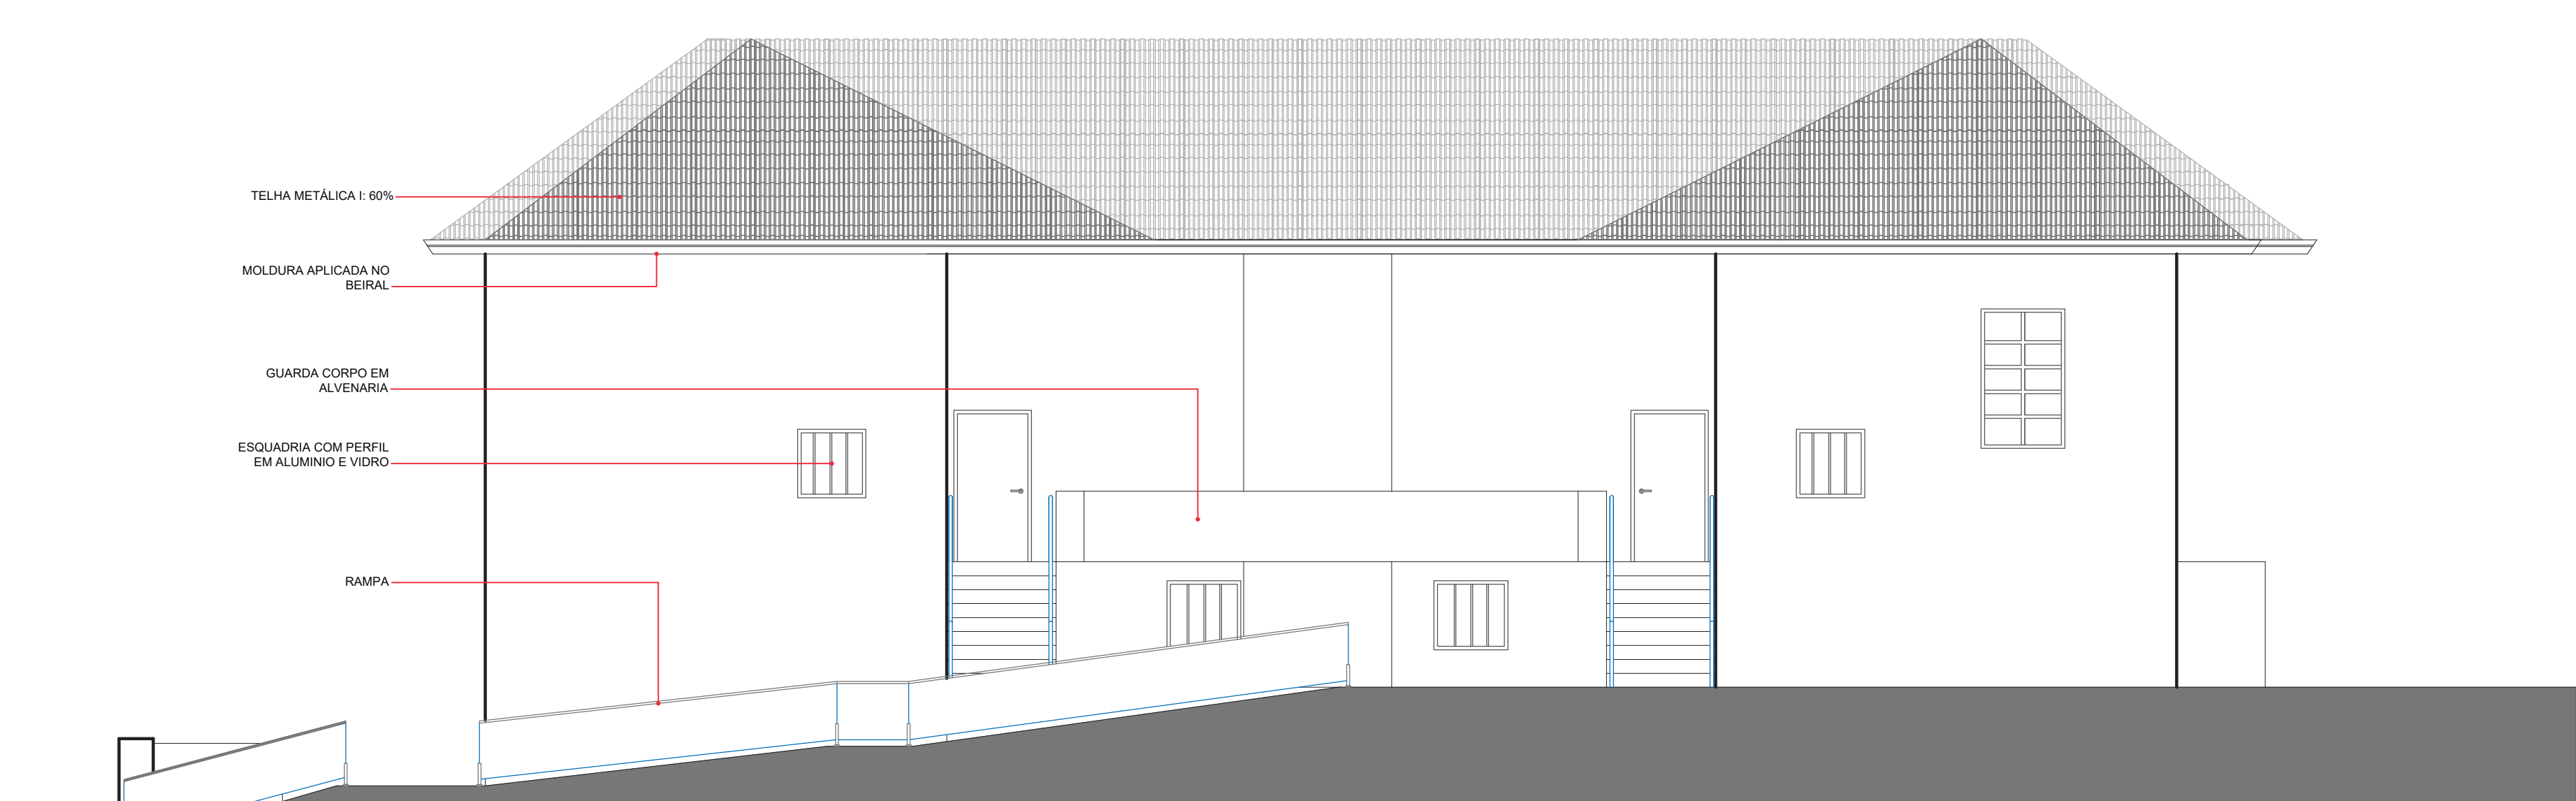 TELHA METÁLICA I: 60%
MOLDURA APLICADA NO
BEIRAL
GUARDA CORPO EM
ALVENARIA
ESQUADRIA COM PERFIL
EM ALUMINIO E VIDRO
RAMPA